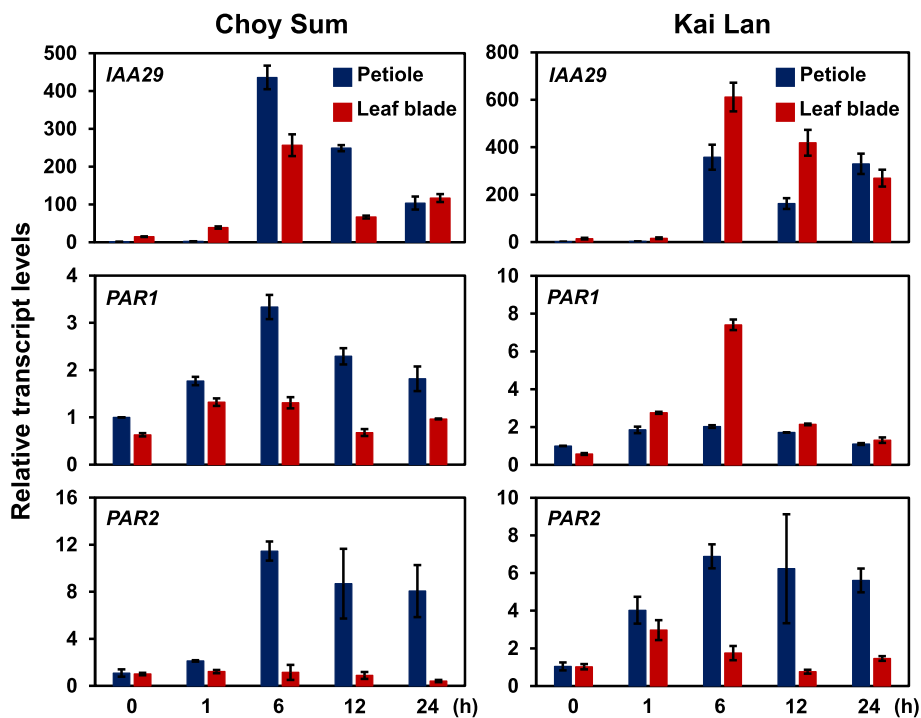 Choy Sum
Kai Lan
Relative transcript levels
500
400
300
200
100
0
IAA29
Petiole
Leaf blade
800
600
400
200
0
IAA29
Petiole
Leaf blade
4
3
2
1
0
PAR1
10
8
6
4
2
0
PAR1
16
12
8
4
0
PAR2
0 1 6 12 24 (h)
10
8
6
4
2
0
PAR2
0 1 6 12 24 (h)